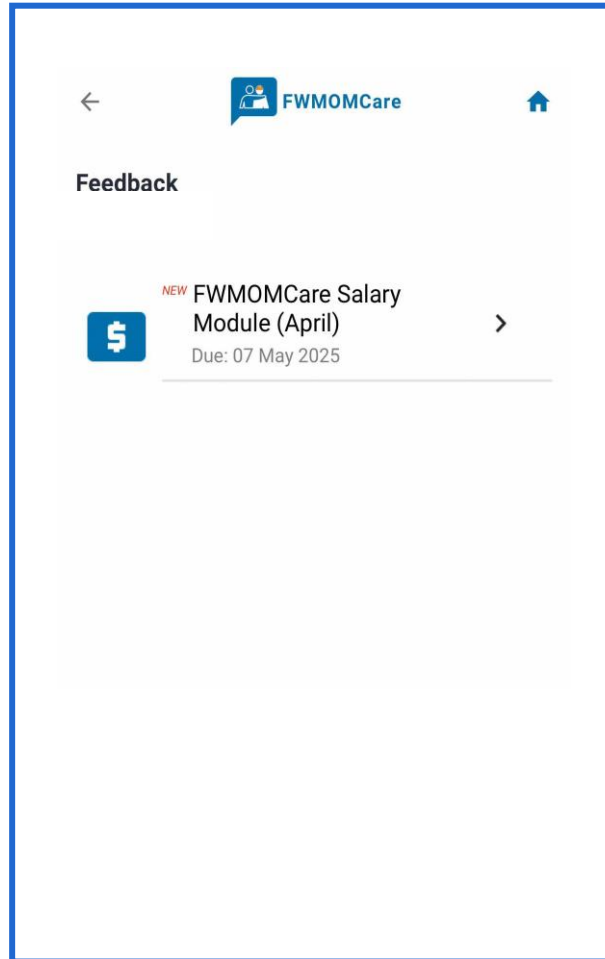 FWMOMCare
Feedback
NEW FWMOMCare Salary
Module (April)
Due: 07 May 2025